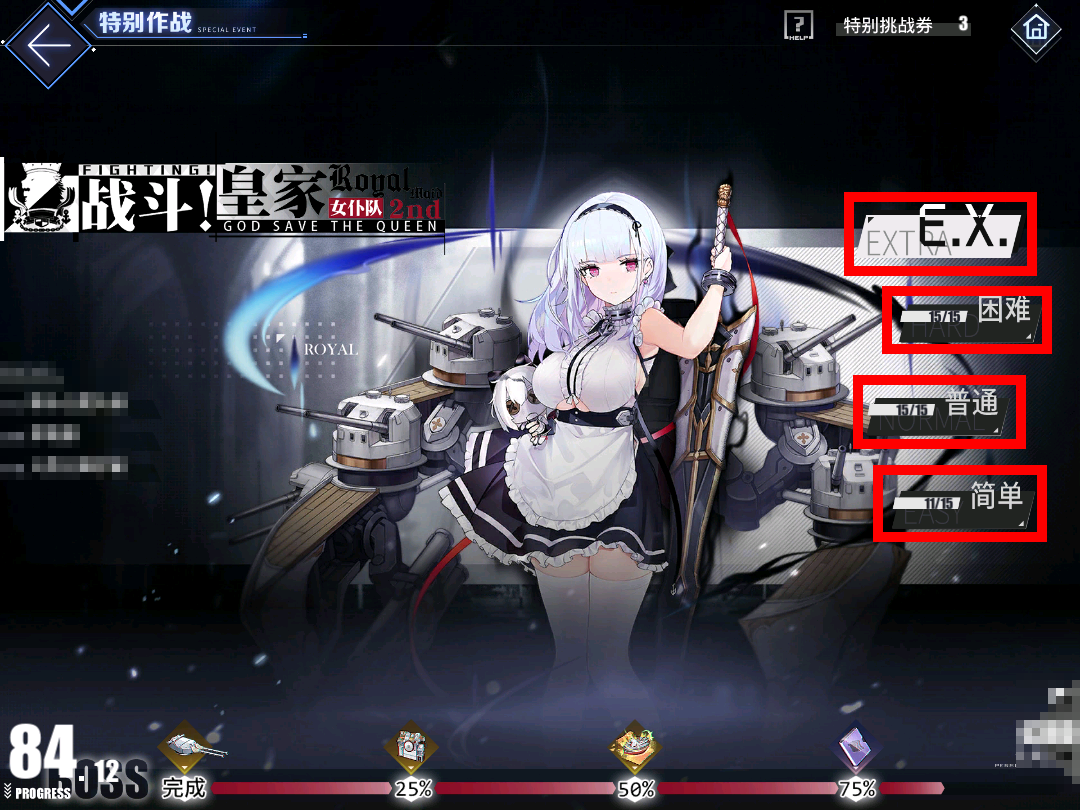 特别作战 SPECIAL EVENT
?
HELP
特别挑战券 3
FIGHTING!
战斗!
皇家 Royal Maid
女仆队 2nd
GOD SAVE THE QUEEN
EXTRA E.X.
15/15 困难
HARD
ROYAL
15/15 普通
NORMAL
11/15 简单
EASY
84.12
BOSS
PROGRESS
完成 25% 50% 75%